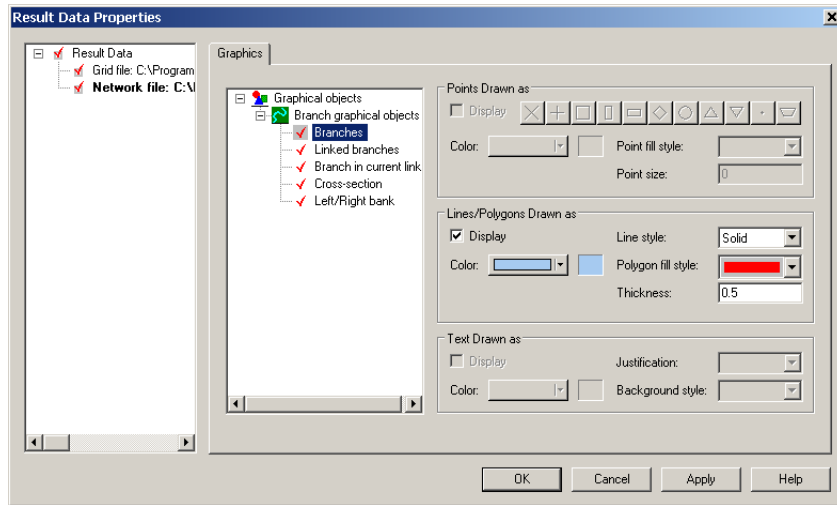 Result Data Properties
Result Data
Grid file: C:\Program
Network file: C:\
Graphics
Graphical objects
Branch graphical objects
Branches
Linked branches
Branch in current link
Cross-section
Left/Right bank
Points Drawn as
Display
Color:
Point fill style:
Point size:
0
Lines/Polygons Drawn as
Display
Line style:
Solid
Color:
Polygon fill style:
Thickness:
0.5
Text Drawn as
Display
Justification:
Color:
Background style:
OK
Cancel
Apply
Help